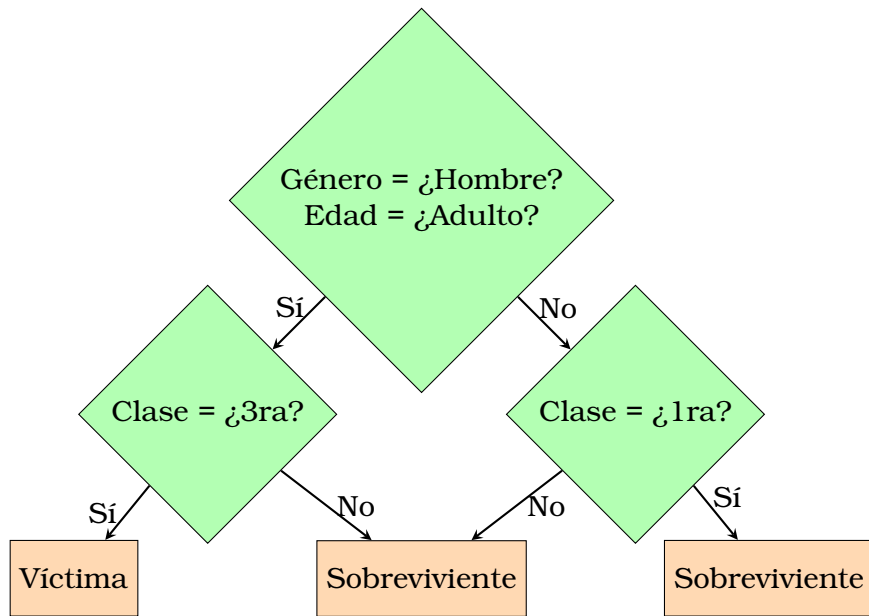 Género = ¿Hombre?
Edad = ¿Adulto?
Sí
No
Clase = ¿3ra?
Clase = ¿1ra?
Sí
No
No
Sí
Víctima
Sobreviviente
Sobreviviente